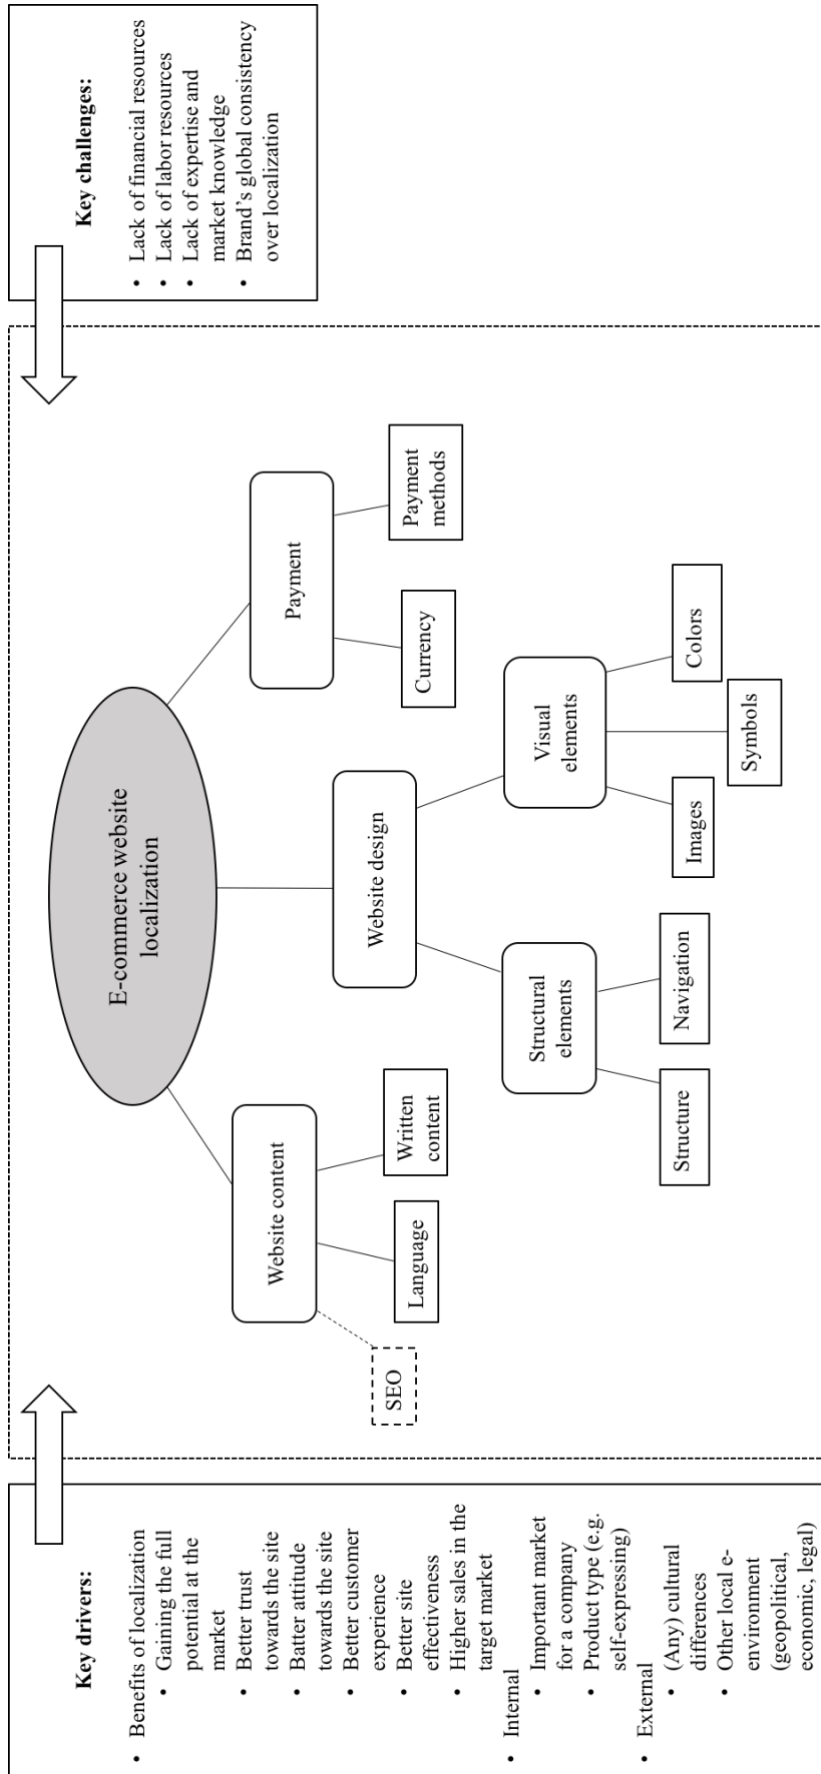 Key drivers:
• Benefits of localization
• Gaining the full
potential at the
market
• Better trust
towards the site
• Batter attitude
towards the site
• Better customer
experience
• Better site
effectiveness
• Higher sales in the
target market
• Internal
• Important market
for a company
• Product type (e.g.
self-expressing)
• External
• (Any) cultural
differences
• Other local e-
environment
(geopolitical,
economic, legal)
E-commerce website
localization
Website content
SEO
Language
Written
content
Website design
Structural
elements
Structure
Navigation
Visual
elements
Images
Symbols
Colors
Payment
Currency
Payment
methods
Key challenges:
• Lack of financial resources
• Lack of labor resources
• Lack of expertise and
market knowledge
• Brand’s global consistency
over localization